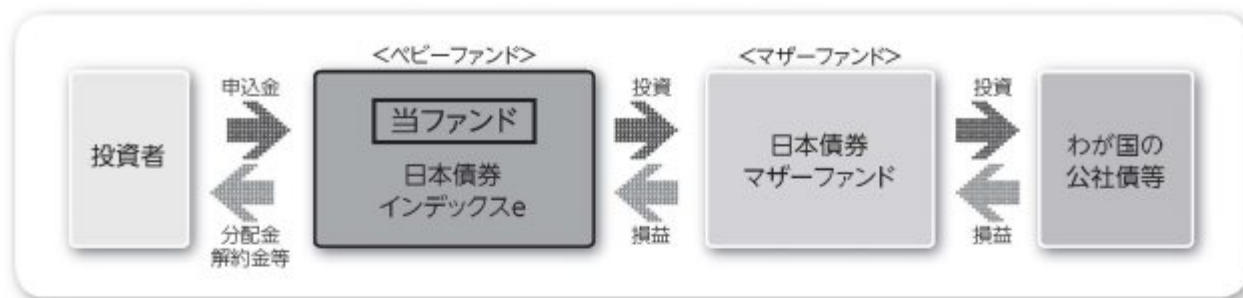 <ベビーファンド>
<マザーファンド>
投資者
申込金
分配金
解約金等
当ファンド
日本債券
インデックスe
投資
損益
日本債券
マザーファンド
投資
損益
わが国の
公社債等